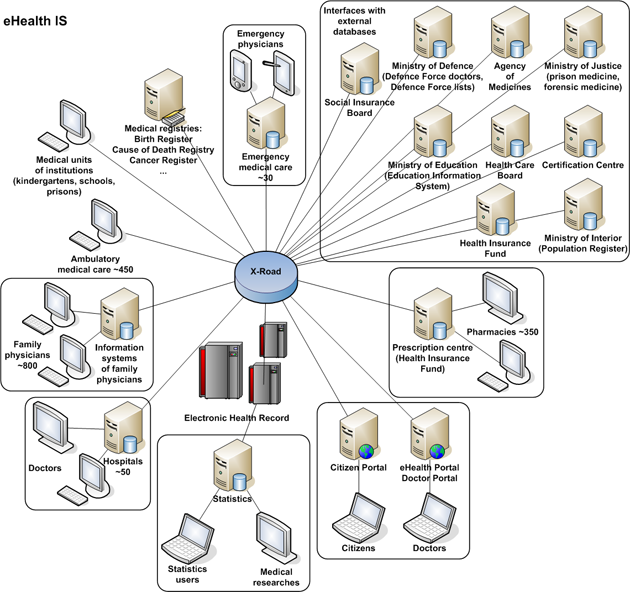 eHealth IS
Emergency
physicians
Emergency
medical care
~30
Interfaces with
external
databases
Social Insurance
Board
Ministry of Defence
(Defence Force doctors,
Defence Force lists)
Agency
of
Medicines
Ministry of Justice
(prison medicine,
forensic medicine)
Ministry of Education
(Education Information
System)
Health Care
Board
Certification Centre
Health Insurance
Fund
Ministry of Interior
(Population Register)
Medical registries:
Birth Register
Cause of Death Registry
Cancer Register
...
Medical units
of institutions
(kindergartens, schools,
prisons)
Ambulatory
medical care ~450
X-Road
Family
physicians
~800
Information
systems
of family
physicians
Prescription centre
(Health Insurance
Fund)
Pharmacies ~350
Electronic Health Record
Doctors
Hospitals
~50
Statistics
Statistics
users
Medical
researches
Citizen Portal
eHealth Portal
Doctor Portal
Citizens
Doctors